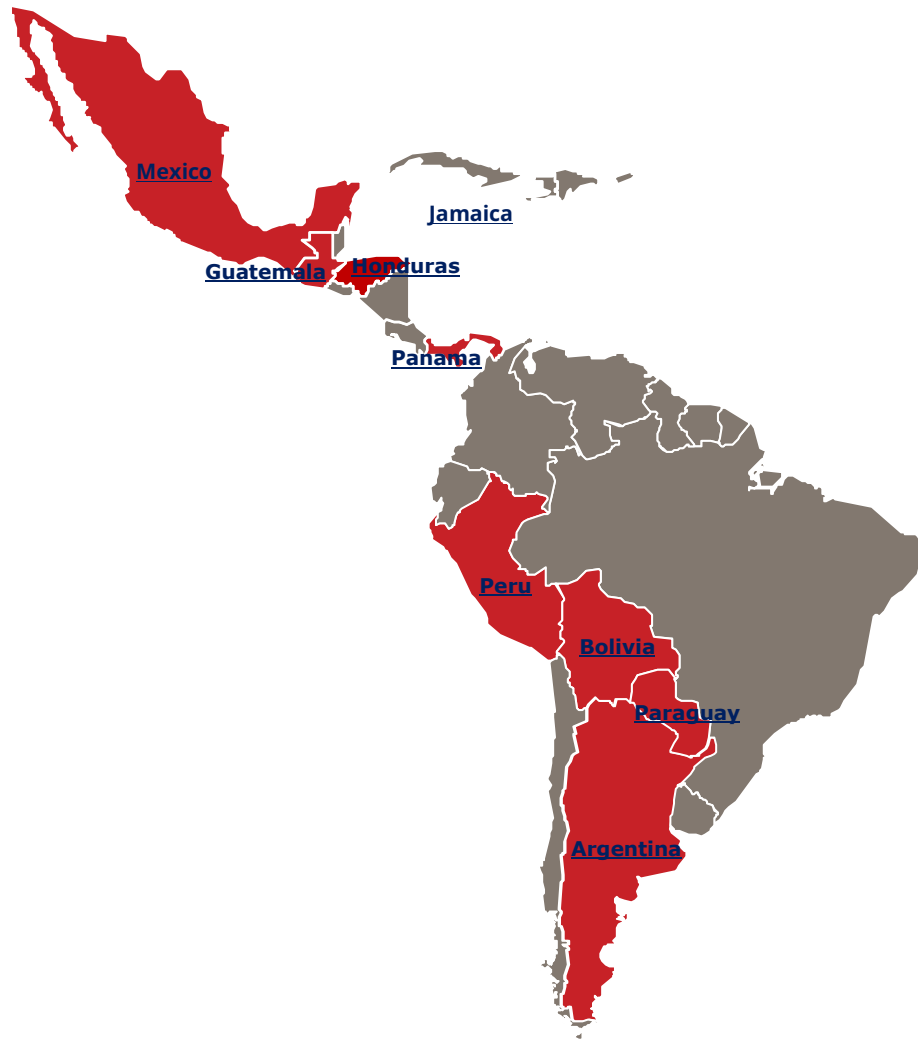 Mexico
Jamaica
Guatemala
Honduras
Panama
Peru
Bolivia
Paraguay
Argentina